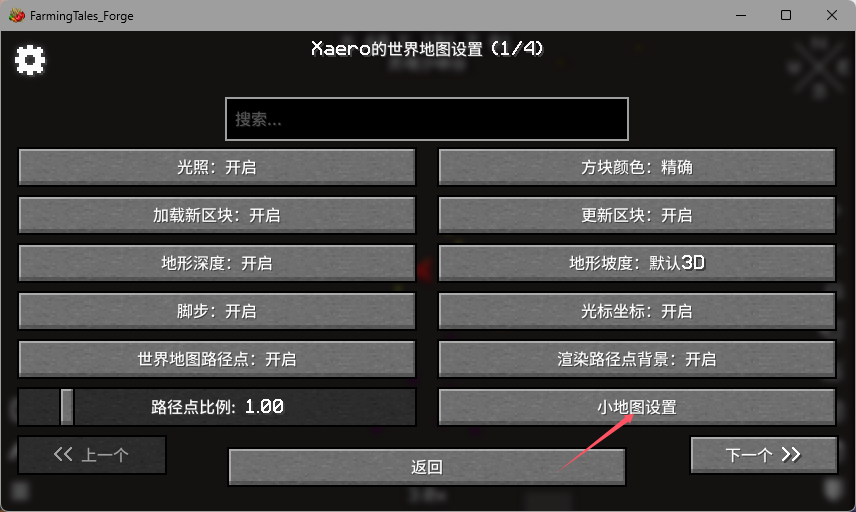 FarmingTales_Forge
Xaero的世界地图设置 (1/4)
搜索...
光照：开启
方块颜色：精确
加载新区块：开启
更新区块：开启
地形深度：开启
地形坡度：默认3D
脚步：开启
光标坐标：开启
世界地图路径点：开启
渲染路径点背景：开启
路径点比例: 1.00
小地图设置
<< 上一个
返回
下一个 >>